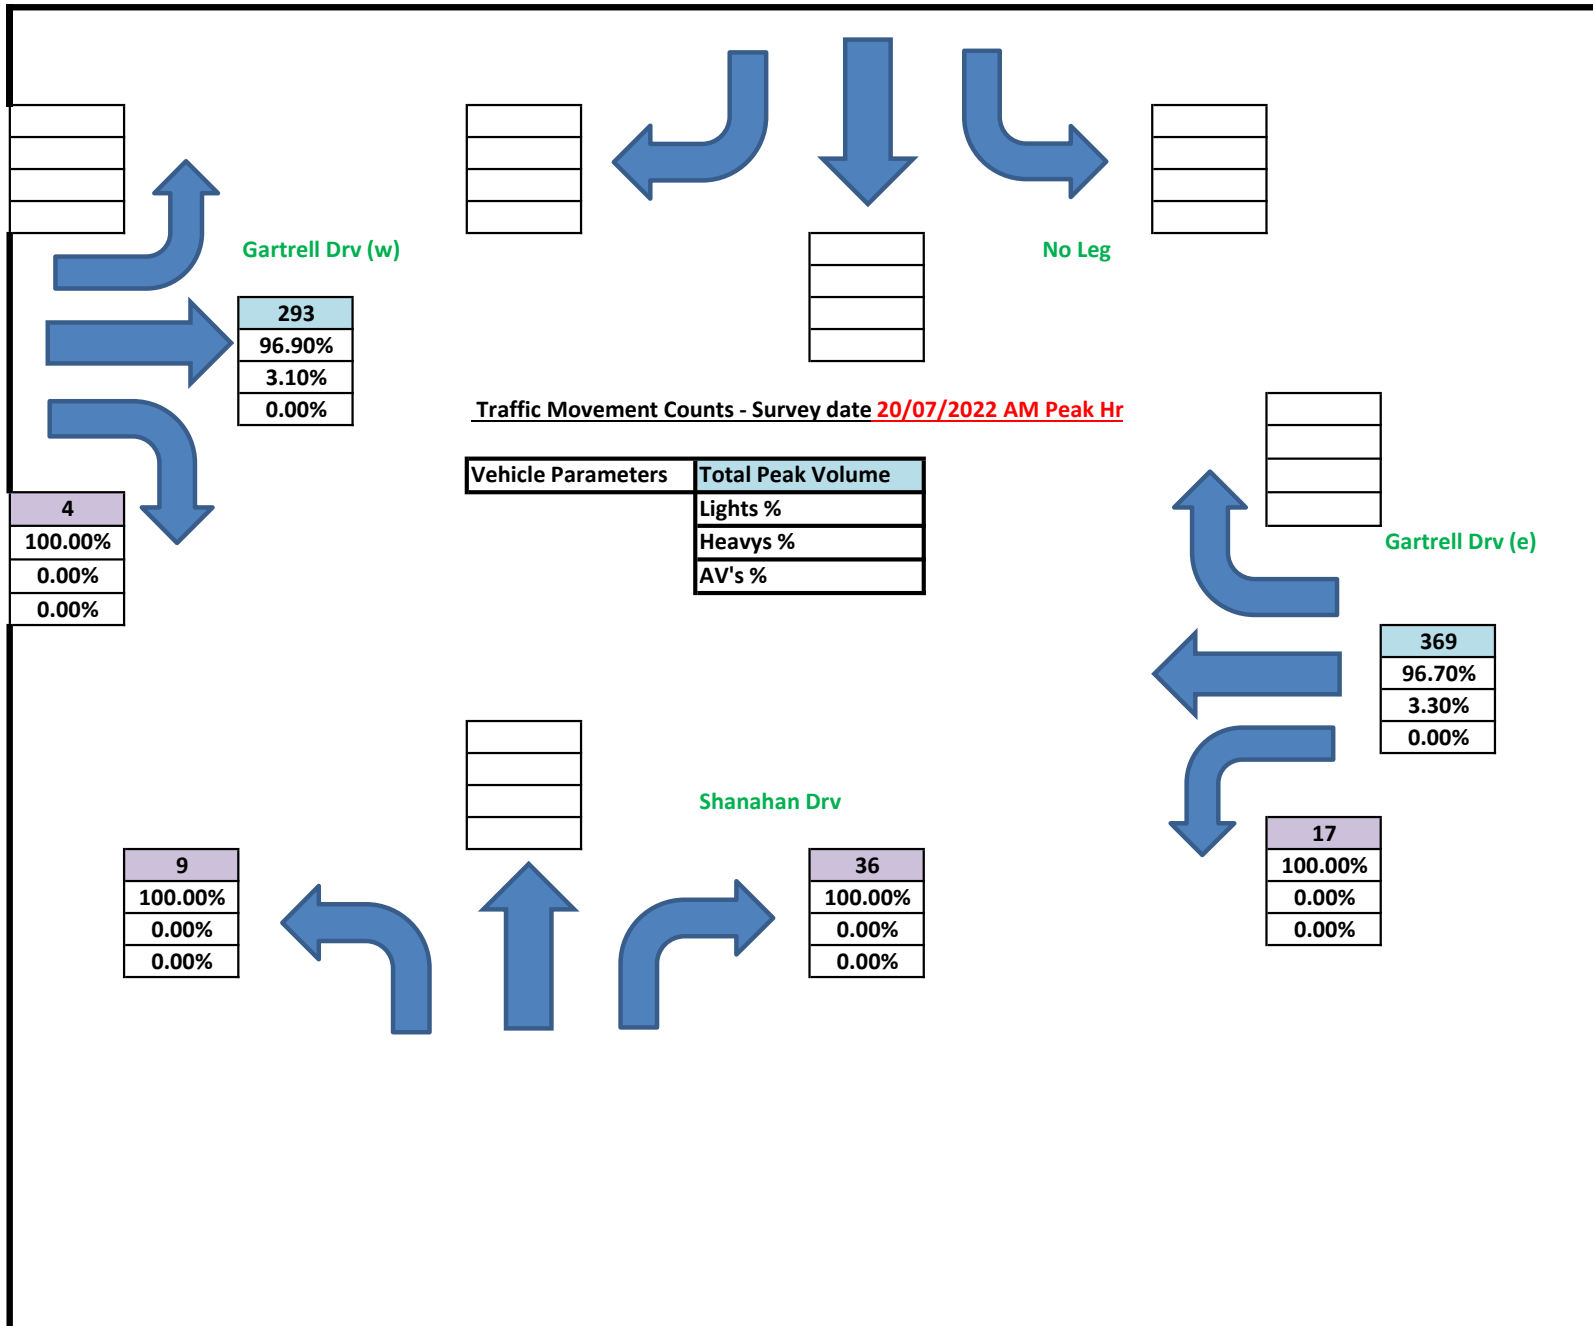 Gartrell Drv (w)
No Leg
293
96.90%
3.10%
0.00%
Traffic Movement Counts - Survey date 20/07/2022 AM Peak Hr
Vehicle Parameters Total Peak Volume
Lights %
Heavys %
AV's %
4
100.00%
0.00%
0.00%
Gartrell Drv (e)
369
96.70%
3.30%
0.00%
Shanahan Drv
17
100.00%
0.00%
0.00%
9
100.00%
0.00%
0.00%
36
100.00%
0.00%
0.00%